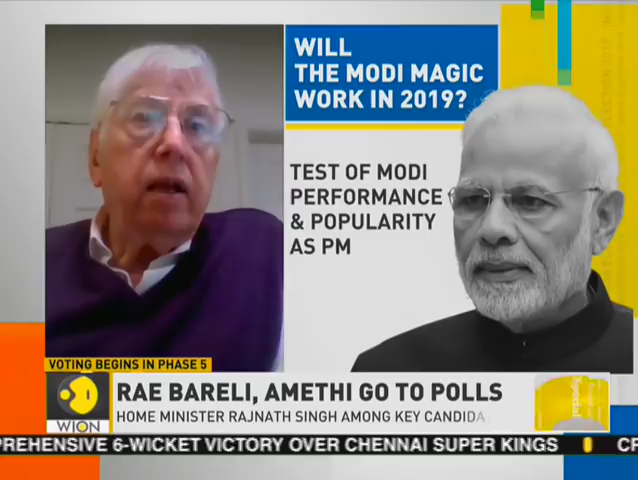 WILL
THE MODI MAGIC
WORK IN 2019?
TEST OF MODI
PERFORMANCE
& POPULARITY
AS PM
VOTING BEGINS IN PHASE 5
RAE BARELI, AMETHI GO TO POLLS
HOME MINISTER RAJNATH SINGH AMONG KEY CANDIDA
WION
PREHENSIVE 6-WICKET VICTORY OVER CHENNAI SUPER KINGS